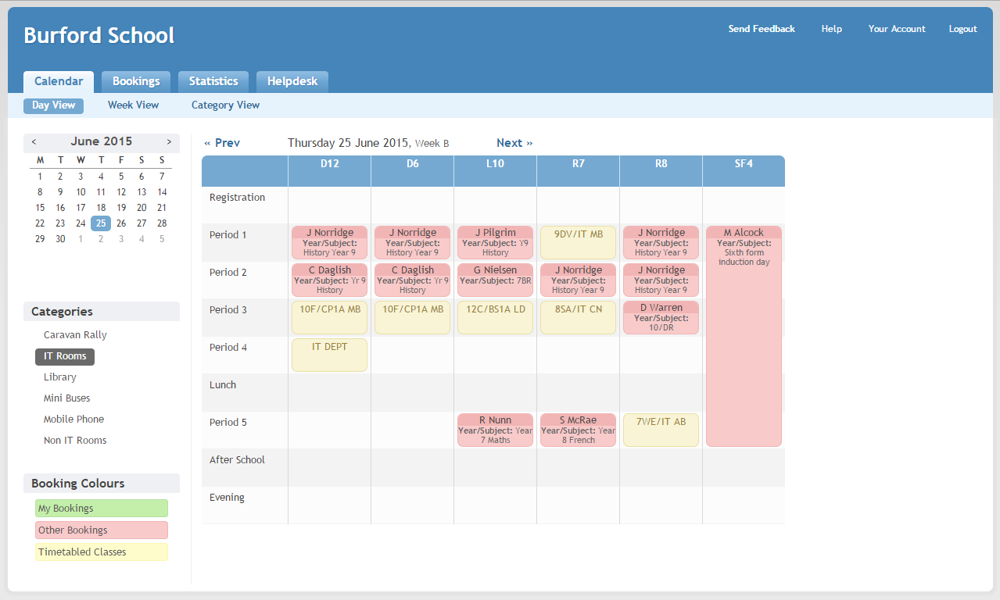 Burford School
Send Feedback Help Your Account Logout
Calendar Bookings Statistics Helpdesk
Day View Week View Category View
< June 2015 >
M T W T F S S
1 2 3 4 5 6 7
8 9 10 11 12 13 14
15 16 17 18 19 20 21
22 23 24 25 26 27 28
29 30 1 2 3 4 5
Categories
Caravan Rally
IT Rooms
Library
Mini Buses
Mobile Phone
Non IT Rooms
Booking Colours
My Bookings
Other Bookings
Timetabled Classes
« Prev Thursday 25 June 2015, Week B Next »
D12 D6 L10 R7 R8 SF4
Registration
Period 1
J Norridge
Year/Subject:
History Year 9
J Norridge
Year/Subject:
History Year 9
J Pilgrim
Year/Subject: Y9
History
9DV/IT MB
J Norridge
Year/Subject:
History Year 9
M Alcock
Year/Subject:
Sixth form
induction day
Period 2
C Daglish
Year/Subject: Yr 9
History
C Daglish
Year/Subject: Yr 9
History
G Nielsen
Year/Subject: 7BR
J Norridge
Year/Subject:
History Year 9
J Norridge
Year/Subject:
History Year 9
Period 3
10F/CP1A MB
10F/CP1A MB
12C/BS1A LD
8SA/IT CN
D Warren
Year/Subject:
10/DR
Period 4
IT DEPT
Lunch
Period 5
R Nunn
Year/Subject: Year
7 Maths
S McRae
Year/Subject: Year
8 French
7WE/IT AB
After School
Evening